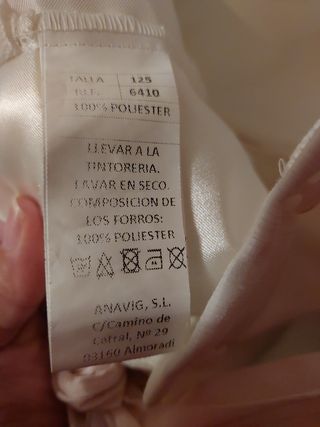 TALLA 125
REF. 6410
100% POLIESTER
LLEVAR A LA
TINTORERIA.
LAVAR EN SECO.
COMPOSICION DE
LOS FORROS:
100% POLIESTER
ANAVIG, S.L.
C/Camino de
Catral, Nº 29
03160 Almoradi